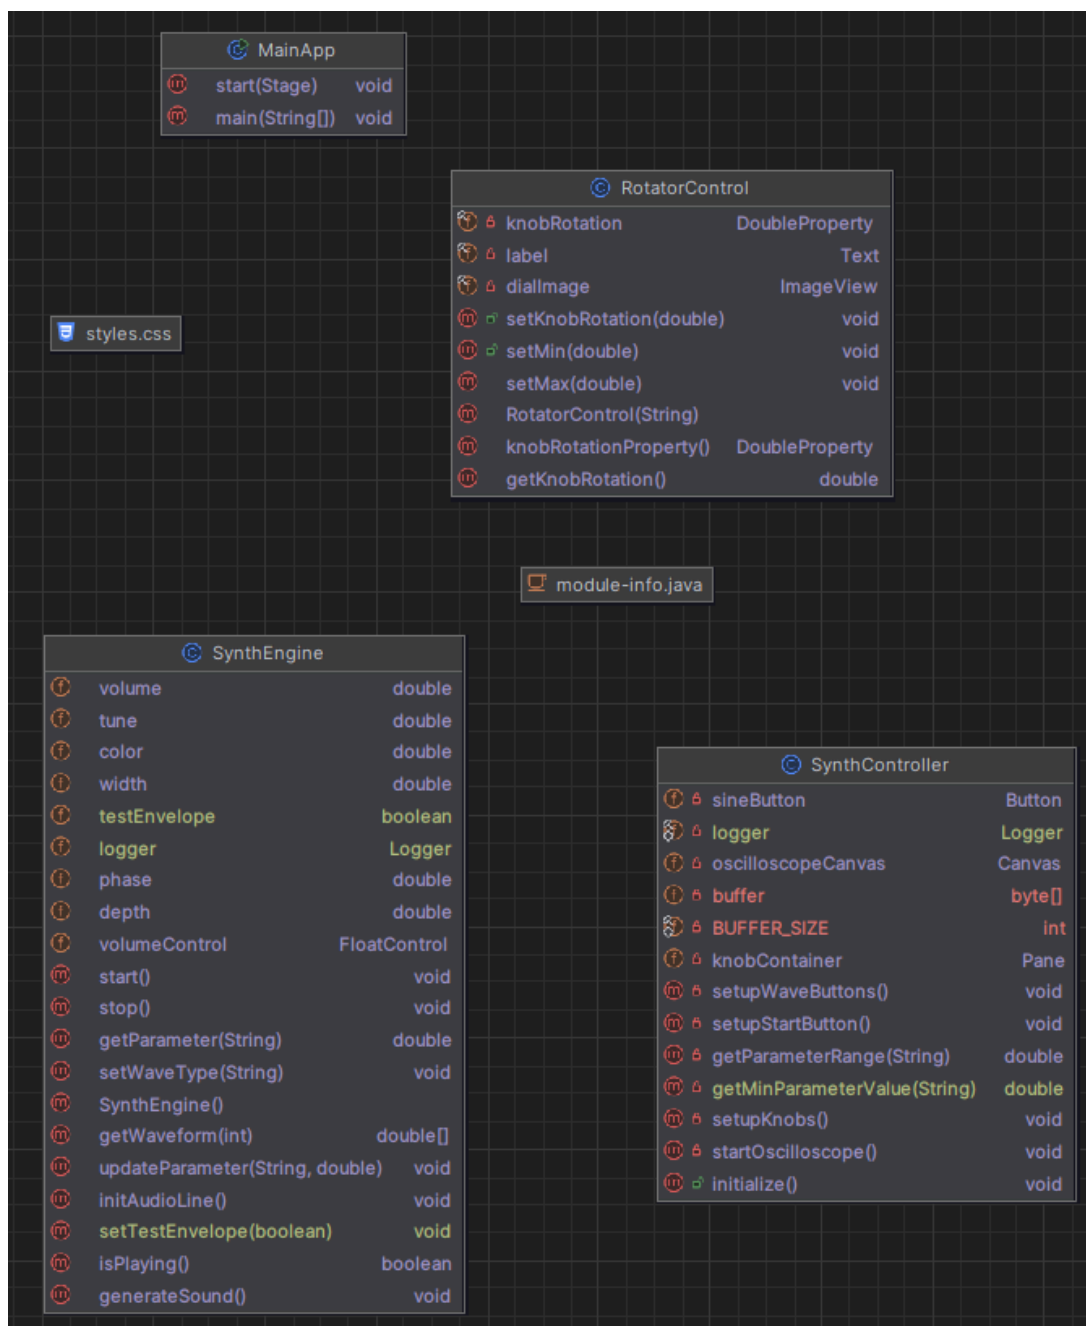 MainApp
start(Stage) void
main(String[]) void
RotatorControl
knobRotation DoubleProperty
label Text
dialImage ImageView
setKnobRotation(double) void
setMin(double) void
setMax(double) void
RotatorControl(String)
knobRotationProperty() DoubleProperty
getKnobRotation() double
styles.css
module-info.java
SynthEngine
volume double
tune double
color double
width double
testEnvelope boolean
logger Logger
phase double
depth double
volumeControl FloatControl
start() void
stop() void
getParameter(String) double
setWaveType(String) void
SynthEngine()
getWaveform(int) double[]
updateParameter(String, double) void
initAudioLine() void
setTestEnvelope(boolean) void
isPlaying() boolean
generateSound() void
SynthController
sineButton Button
logger Logger
oscilloscopeCanvas Canvas
buffer byte[]
BUFFER_SIZE int
knobContainer Pane
setupWaveButtons() void
setupStartButton() void
getParameterRange(String) double
getMinParameterValue(String) double
setupKnobs() void
startOscilloscope() void
initialize() void